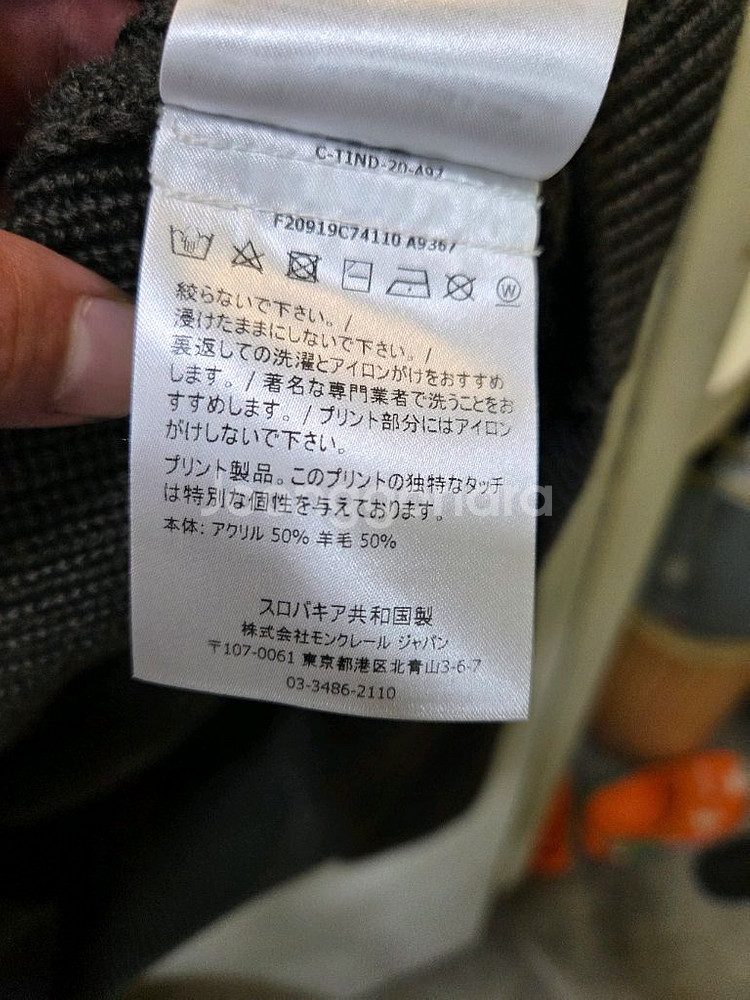 C-T1ND-20-497
F20919C74110 A9367
W
絞らないで下さい。/
浸けたままにしないで下さい。/
裏返しての洗濯とアイロンがけをおすすめ
します。/ 著名な専門業者で洗うことをお
すすめします。/ プリント部分にはアイロン
がけしないで下さい。
プリント製品。このプリントの独特なタッチ
は特別な個性を与えております。
本体: アクリル 50% 羊毛 50%
スロバキア共和国製
株式会社モンクレール ジャパン
〒107-0061 東京都港区北青山3-6-7
03-3486-2110